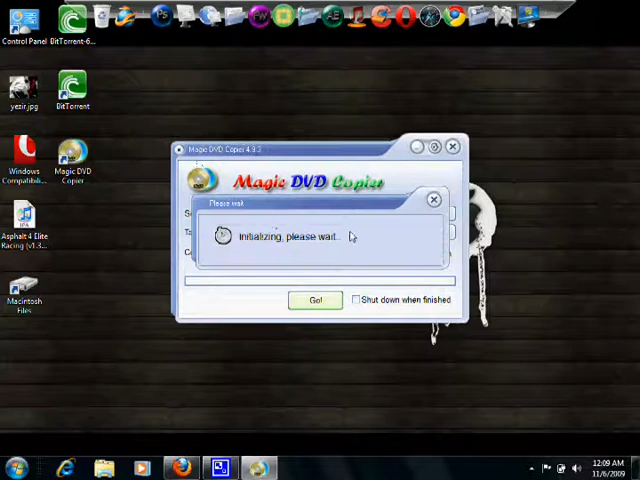 Control Panel
BitTorrent-6...
yezir.jpg
BitTorrent
Windows Compatibili...
Magic DVD Copier
Asphalt 4 Elite Racing (v1.3...
Macintosh Files
Magic DVD Copier 4.9.2
Magic DVD Copier
Please wait
Initializing, please wait...
Go!
Shut down when finished
12:09 AM
11/6/2009